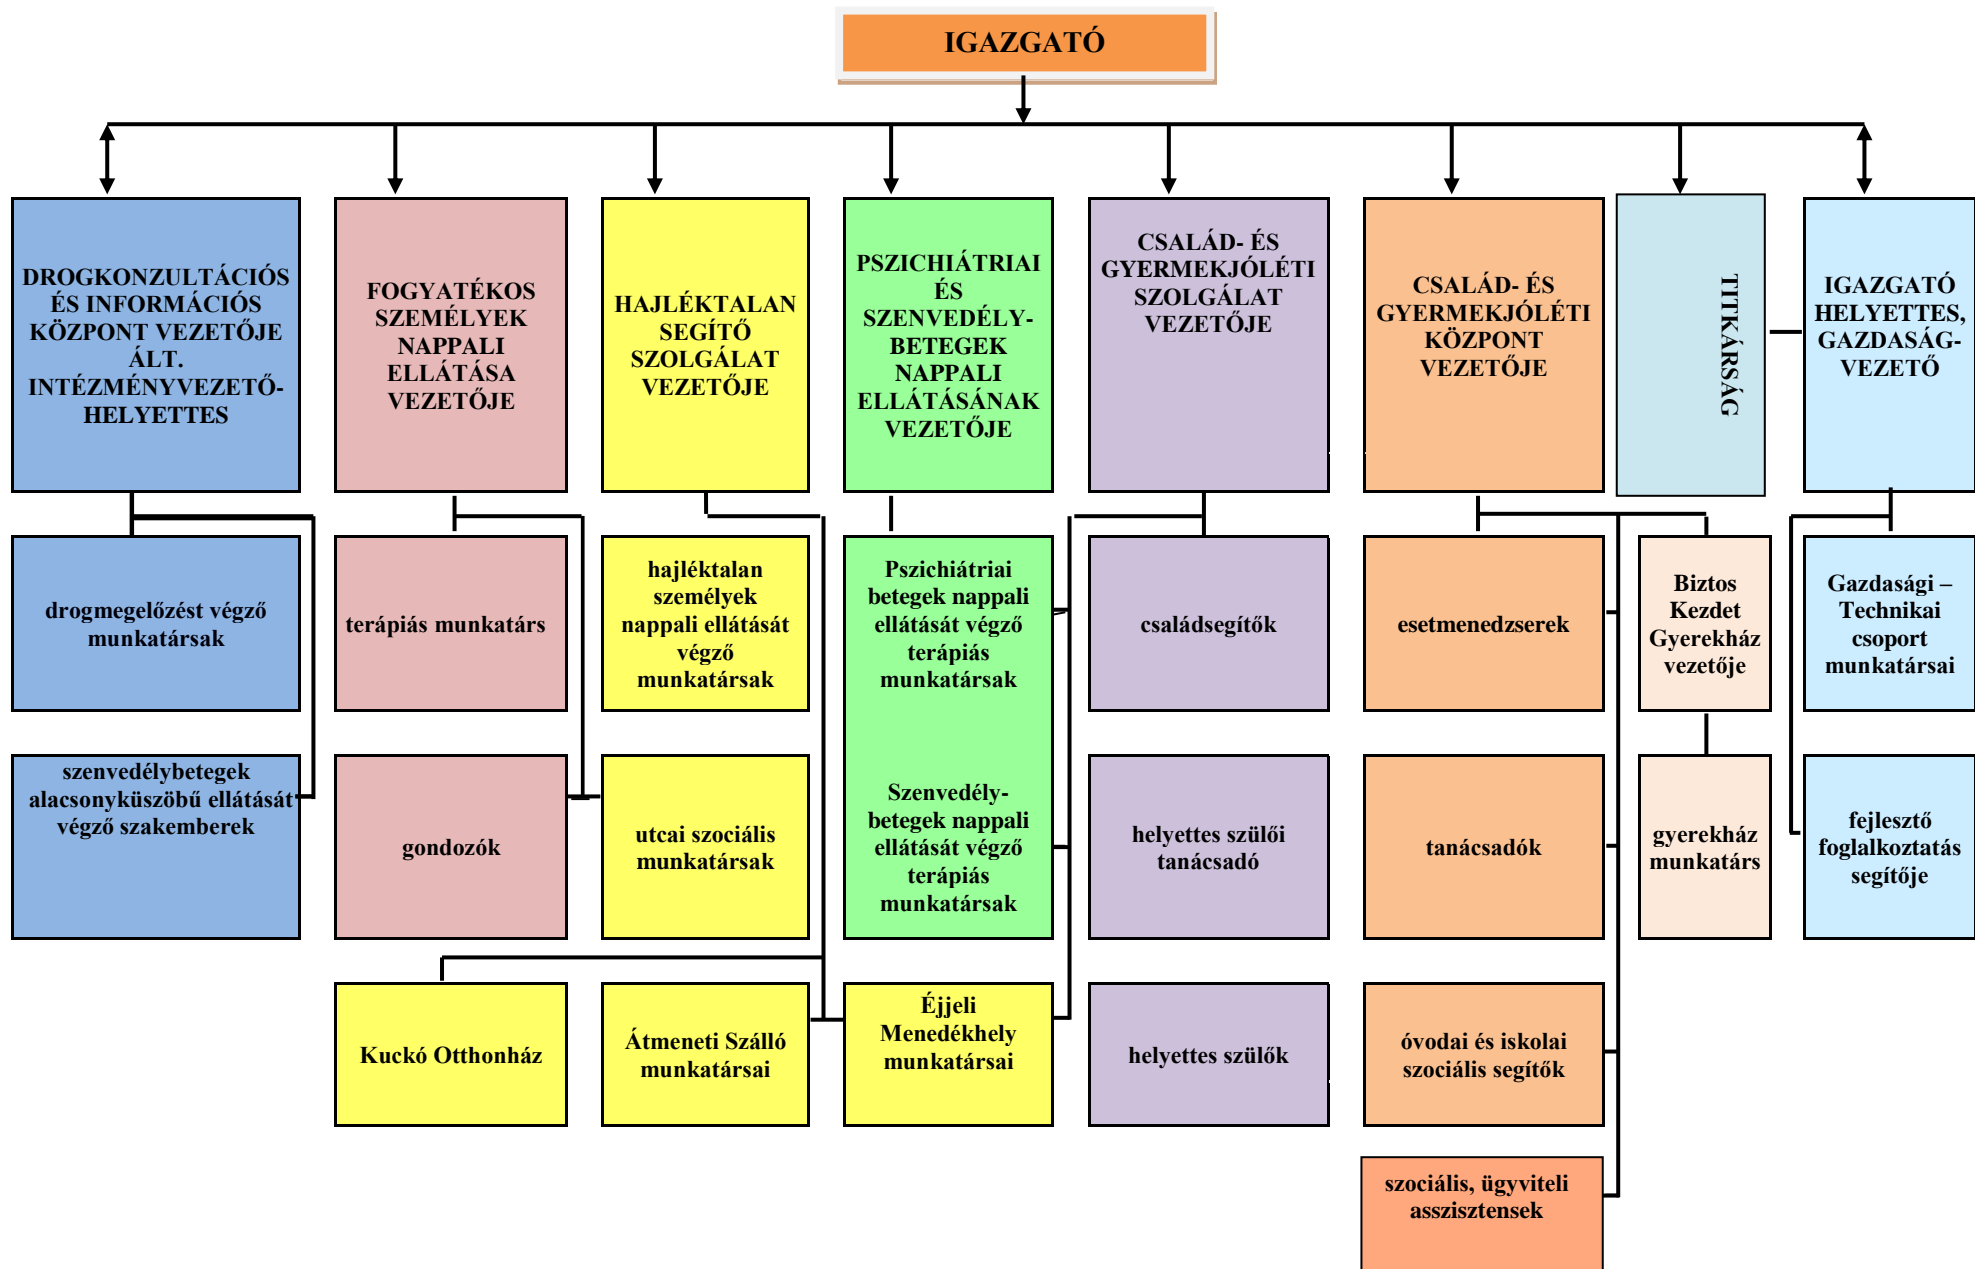 IGAZGATÓ
DROGKONZULTÁCIÓS
ÉS INFORMÁCIÓS
KÖZPONT VEZETŐJE
ÁLT.
INTÉZMÉNYVEZETŐ-
HELYETTES
FOGYATÉKOS
SZEMÉLYEK
NAPPALI
ELLÁTÁSA
VEZETŐJE
HAJLÉKTALAN
SEGÍTŐ
SZOLGÁLAT
VEZETŐJE
PSZICHIÁTRIAI
ÉS
SZENVEDÉLY-
BETEGEK
NAPPALI
ELLÁTÁSÁNAK
VEZETŐJE
CSALÁD- ÉS
GYERMEKJÓLÉTI
SZOLGÁLAT
VEZETŐJE
CSALÁD- ÉS
GYERMEKJÓLÉTI
KÖZPONT
VEZETŐJE
TITKÁRSÁG
IGAZGATÓ
HELYETTES,
GAZDASÁG-
VEZETŐ
drogmegelőzést végző
munkatársak
terápiás munkatárs
hajléktalan
személyek
nappali ellátását
végző
munkatársak
Pszichiátriai
betegek nappali
ellátását végző
terápiás
munkatársak
családsegítők
esetmenedzserek
Biztos
Kezdet
Gyerekház
vezetője
Gazdasági –
Technikai
csoport
munkatársai
szenvedélybetegek
alacsonyküszöbű ellátását
végző szakemberek
gondozók
utcai szociális
munkatársak
Szenvedély-
betegek nappali
ellátását végző
terápiás
munkatársak
helyettes szülői
tanácsadó
tanácsadók
gyerekház
munkatárs
fejlesztő
foglalkoztatás
segítője
Kuckó Otthonház
Átmeneti Szálló
munkatársai
Éjjeli
Menedékhely
munkatársai
helyettes szülők
óvodai és iskolai
szociális segítők
szociális, ügyviteli
asszisztensek